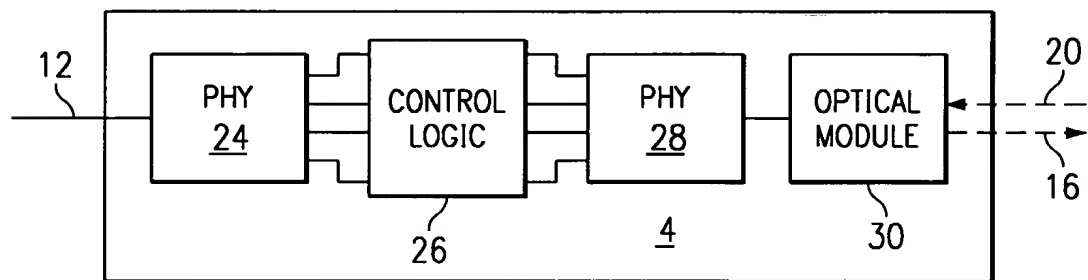 12
PHY
24
CONTROL
LOGIC
PHY
28
OPTICAL
MODULE
20
16
26
4
30